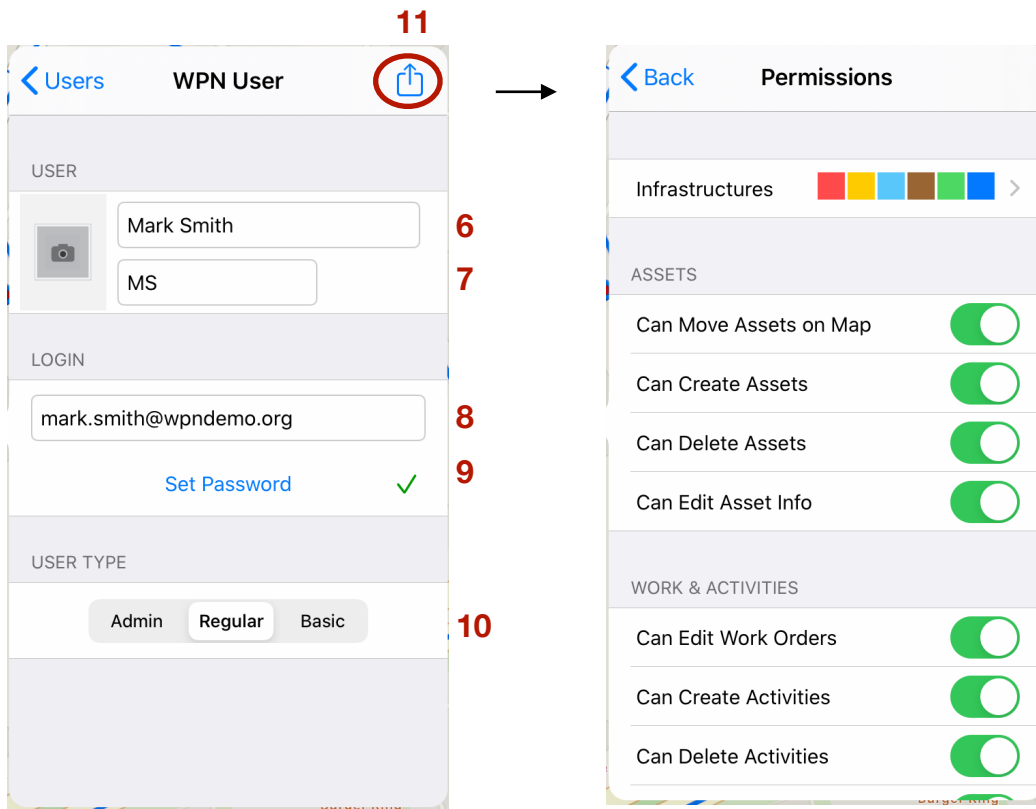 11
Users
WPN User
USER
Mark Smith
6
MS
7
LOGIN
mark.smith@wpndemo.org
8
Set Password
9
USER TYPE
Admin Regular Basic
10
Back
Permissions
Infrastructures
ASSETS
Can Move Assets on Map
Can Create Assets
Can Delete Assets
Can Edit Asset Info
WORK & ACTIVITIES
Can Edit Work Orders
Can Create Activities
Can Delete Activities